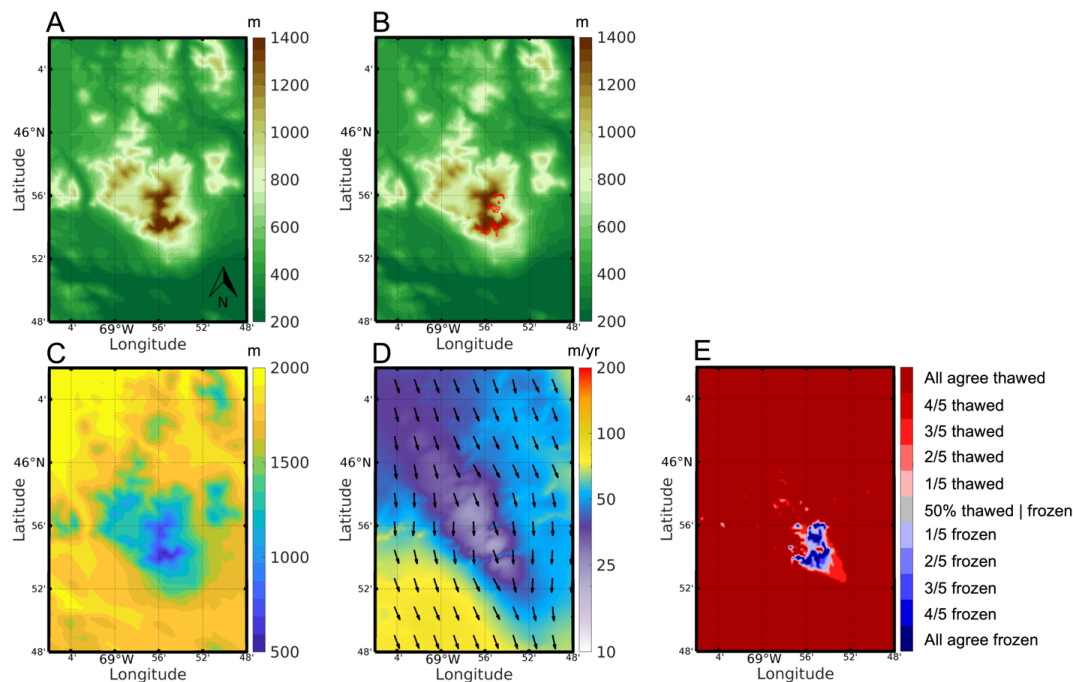 A
m
B
m
1400
1200
1000
800
600
400
200
1400
1200
1000
800
600
400
200
4'
46°N
56'
52'
48'
Latitude
4'
69°W
56'
52'
48'
Longitude
N
4'
46°N
56'
52'
48'
Latitude
4'
69°W
56'
52'
48'
Longitude
C
m
D
m/yr
E
2000
1500
1000
500
4'
46°N
56'
52'
48'
Latitude
4'
69°W
56'
52'
48'
Longitude
200
100
50
25
10
4'
46°N
56'
52'
48'
Latitude
4'
69°W
56'
52'
48'
Longitude
4'
46°N
56'
52'
48'
Latitude
4'
69°W
56'
52'
48'
Longitude
All agree thawed
4/5 thawed
3/5 thawed
2/5 thawed
1/5 thawed
50% thawed | frozen
1/5 frozen
2/5 frozen
3/5 frozen
4/5 frozen
All agree frozen